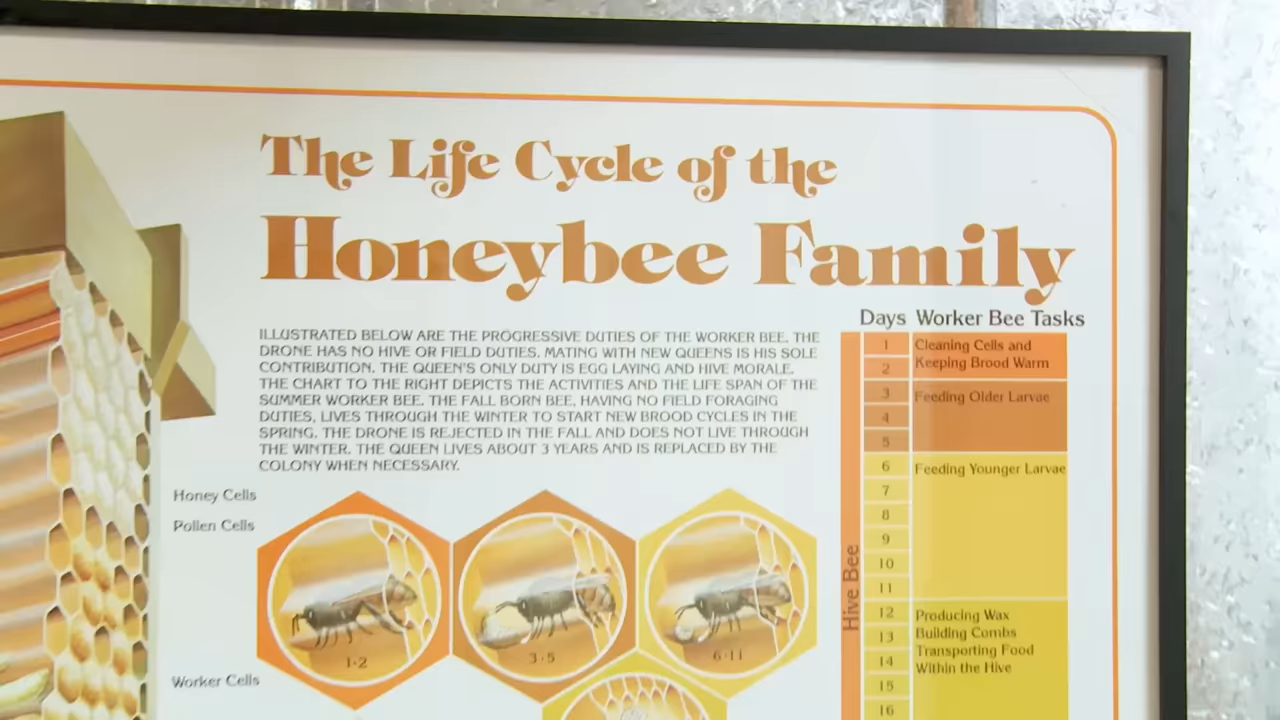 The Life Cycle of the
Honeybee Family
ILLUSTRATED BELOW ARE THE PROGRESSIVE DUTIES OF THE WORKER BEE. THE
DRONE HAS NO HIVE OR FIELD DUTIES. MATING WITH NEW QUEENS IS HIS SOLE
CONTRIBUTION. THE QUEEN'S ONLY DUTY IS EGG LAYING AND HIVE MORALE.
THE CHART TO THE RIGHT DEPICTS THE ACTIVITIES AND THE LIFE SPAN OF THE
SUMMER WORKER BEE. THE FALL BORN BEE, HAVING NO FIELD FORAGING
DUTIES, LIVES THROUGH THE WINTER TO START NEW BROOD CYCLES IN THE
SPRING. THE DRONE IS REJECTED IN THE FALL AND DOES NOT LIVE THROUGH
THE WINTER. THE QUEEN LIVES ABOUT 3 YEARS AND IS REPLACED BY THE
COLONY WHEN NECESSARY.
Honey Cells
Pollen Cells
Worker Cells
1-2
3-5
6-11
Days Worker Bee Tasks
Hive Bee
1 Cleaning Cells and
2 Keeping Brood Warm
3 Feeding Older Larvae
4
5
6 Feeding Younger Larvae
7
8
9
10
11
12 Producing Wax
13 Building Combs
14 Transporting Food
Within the Hive
15
16